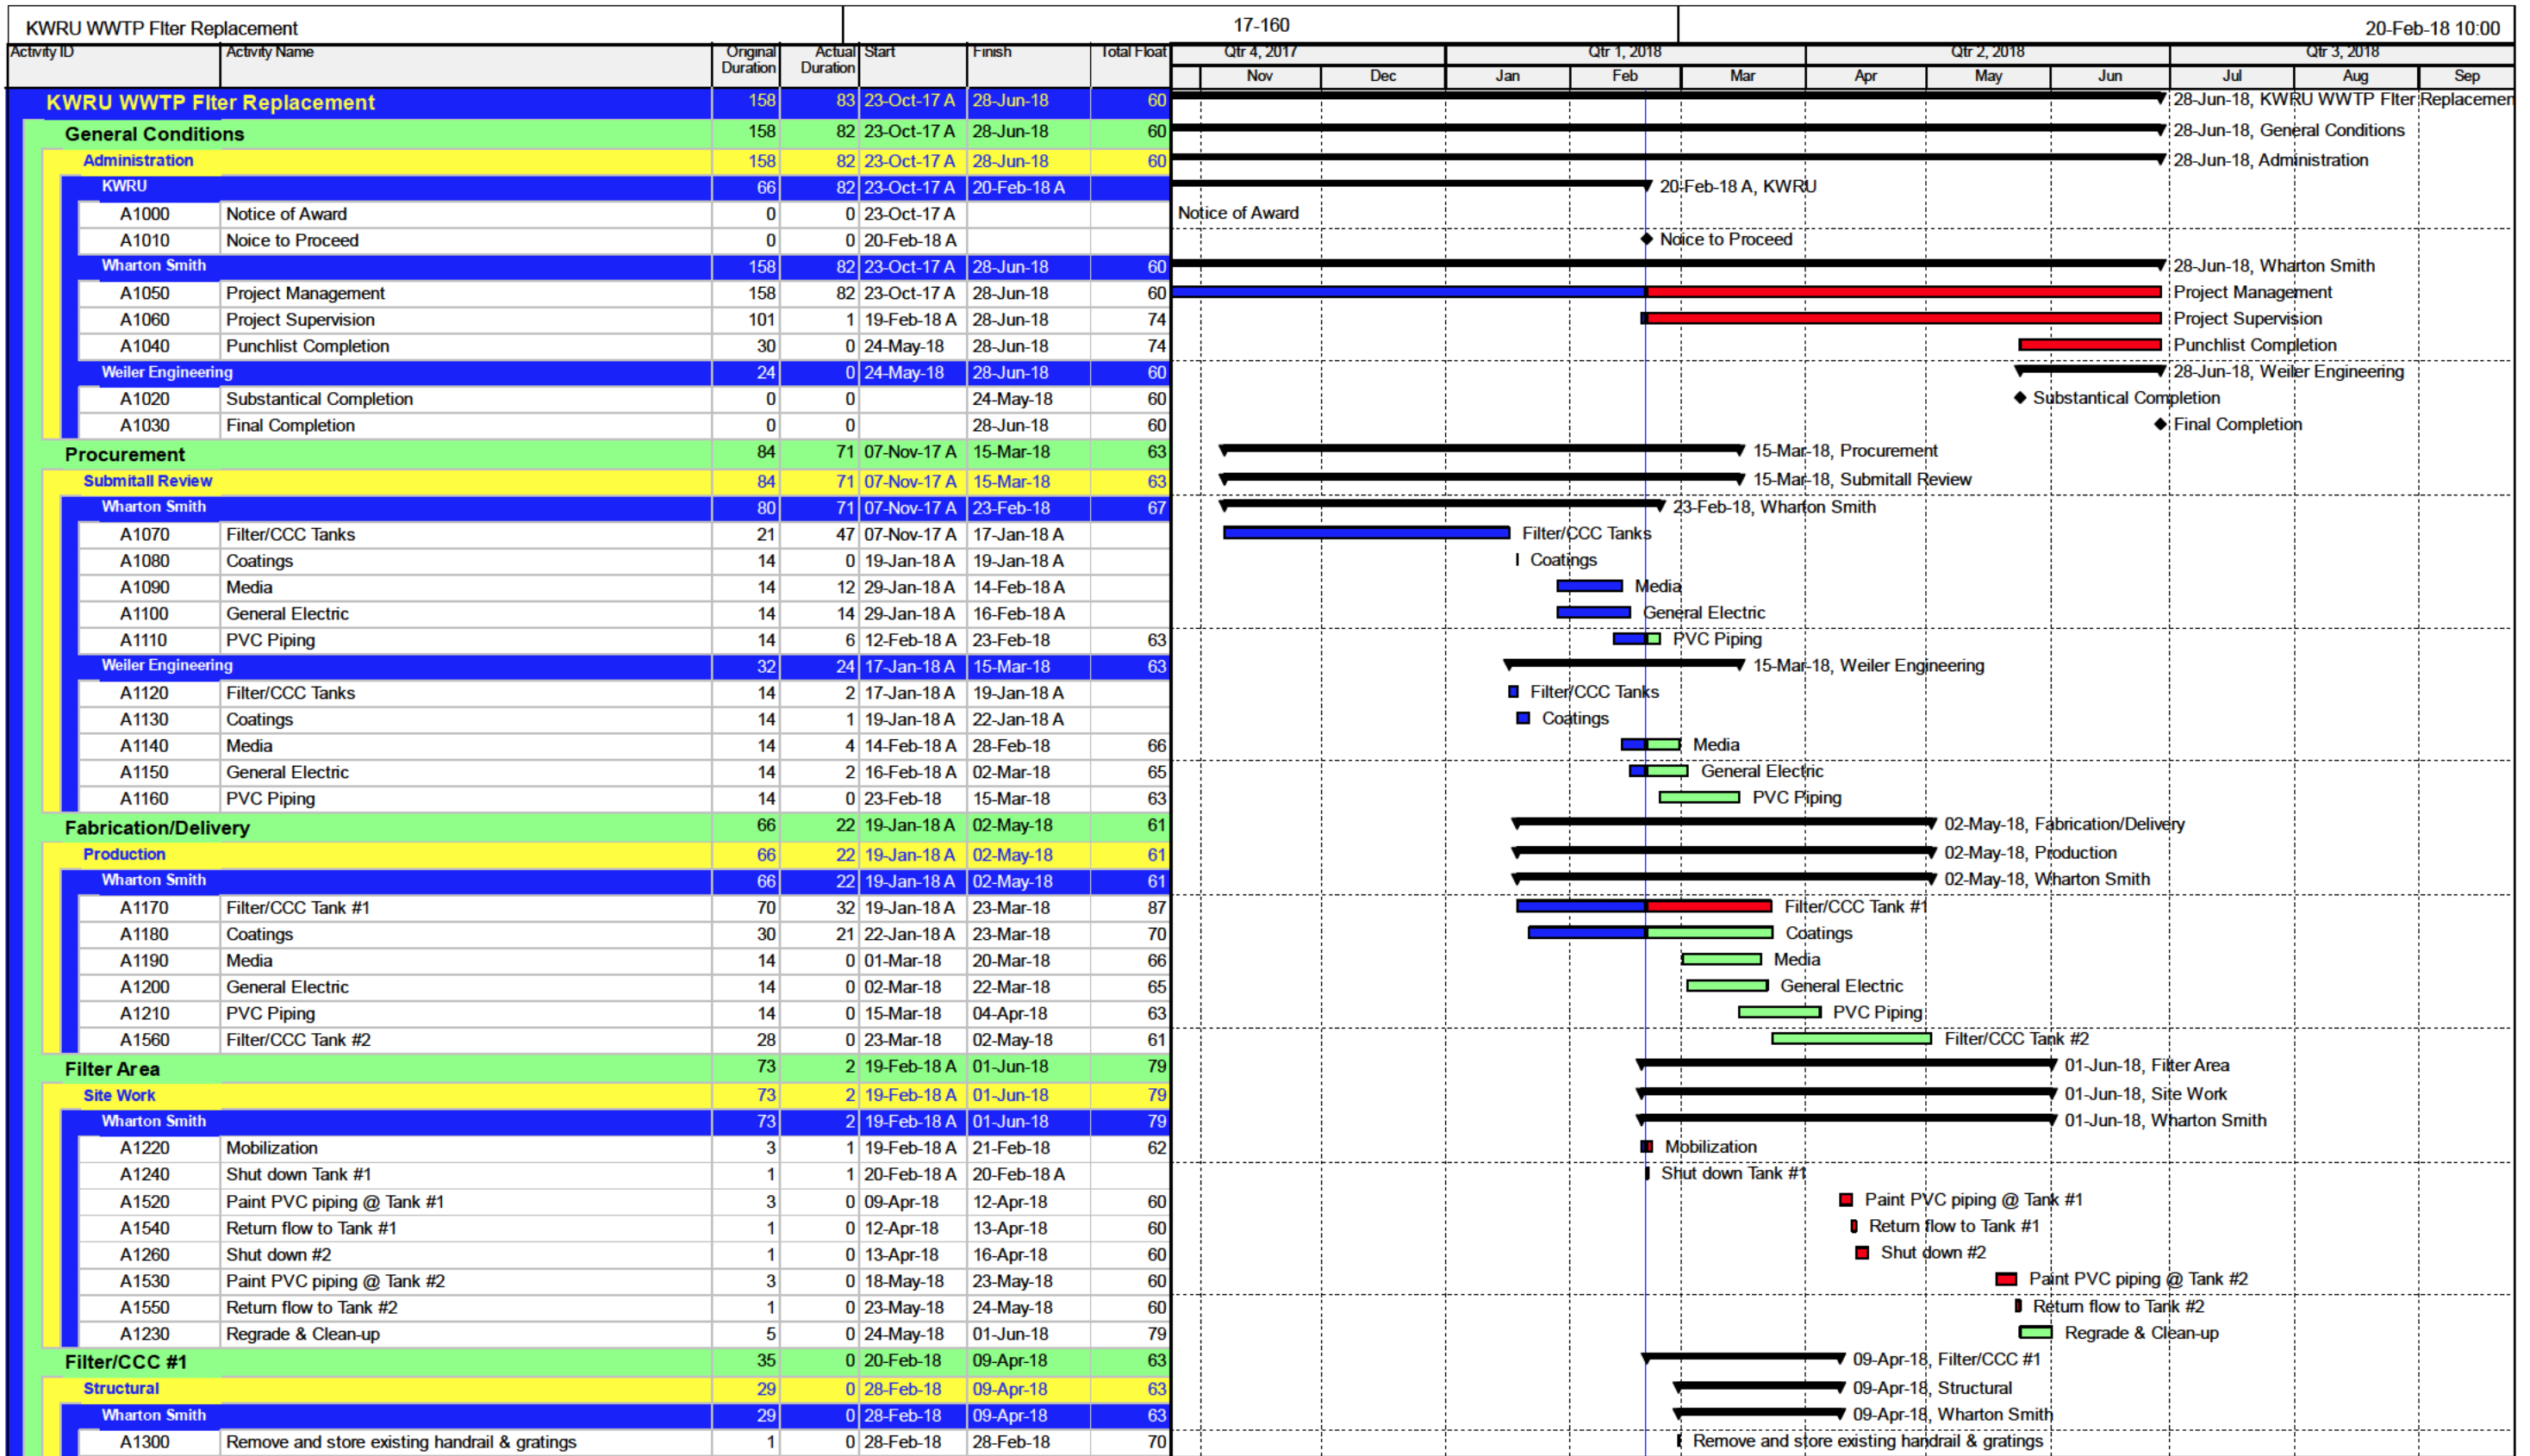 KWRU WWTP Flter Replacement 17-160 20-Feb-18 10:00
Activity ID Activity Name Original Duration Actual Duration Start Finish Total Float Qtr 4, 2017 Qtr 1, 2018 Qtr 2, 2018 Qtr 3, 2018
Nov Dec Jan Feb Mar Apr May Jun Jul Aug Sep
KWRU WWTP Flter Replacement 158 83 23-Oct-17 A 28-Jun-18 60 28-Jun-18, KWRU WWTP Flter Replacemen
General Conditions 158 82 23-Oct-17 A 28-Jun-18 60 28-Jun-18, General Conditions
Administration 158 82 23-Oct-17 A 28-Jun-18 60 28-Jun-18, Administration
KWRU 66 82 23-Oct-17 A 20-Feb-18 A 20-Feb-18 A, KWRU
A1000 Notice of Award 0 0 23-Oct-17 A Notice of Award
A1010 Noice to Proceed 0 0 20-Feb-18 A Noice to Proceed
Wharton Smith 158 82 23-Oct-17 A 28-Jun-18 60 28-Jun-18, Wharton Smith
A1050 Project Management 158 82 23-Oct-17 A 28-Jun-18 60 Project Management
A1060 Project Supervision 101 1 19-Feb-18 A 28-Jun-18 74 Project Supervision
A1040 Punchlist Completion 30 0 24-May-18 28-Jun-18 74 Punchlist Completion
Weiler Engineering 24 0 24-May-18 28-Jun-18 60 28-Jun-18, Weiler Engineering
A1020 Substantical Completion 0 0 24-May-18 60 Substantical Completion
A1030 Final Completion 0 0 28-Jun-18 60 Final Completion
Procurement 84 71 07-Nov-17 A 15-Mar-18 63 15-Mar-18, Procurement
Submitall Review 84 71 07-Nov-17 A 15-Mar-18 63 15-Mar-18, Submitall Review
Wharton Smith 80 71 07-Nov-17 A 23-Feb-18 67 23-Feb-18, Wharton Smith
A1070 Filter/CCC Tanks 21 47 07-Nov-17 A 17-Jan-18 A Filter/CCC Tanks
A1080 Coatings 14 0 19-Jan-18 A 19-Jan-18 A Coatings
A1090 Media 14 12 29-Jan-18 A 14-Feb-18 A Media
A1100 General Electric 14 14 29-Jan-18 A 16-Feb-18 A General Electric
A1110 PVC Piping 14 6 12-Feb-18 A 23-Feb-18 63 PVC Piping
Weiler Engineering 32 24 17-Jan-18 A 15-Mar-18 63 15-Mar-18, Weiler Engineering
A1120 Filter/CCC Tanks 14 2 17-Jan-18 A 19-Jan-18 A Filter/CCC Tanks
A1130 Coatings 14 1 19-Jan-18 A 22-Jan-18 A Coatings
A1140 Media 14 4 14-Feb-18 A 28-Feb-18 66 Media
A1150 General Electric 14 2 16-Feb-18 A 02-Mar-18 65 General Electric
A1160 PVC Piping 14 0 23-Feb-18 15-Mar-18 63 PVC Piping
Fabrication/Delivery 66 22 19-Jan-18 A 02-May-18 61 02-May-18, Fabrication/Delivery
Production 66 22 19-Jan-18 A 02-May-18 61 02-May-18, Production
Wharton Smith 66 22 19-Jan-18 A 02-May-18 61 02-May-18, Wharton Smith
A1170 Filter/CCC Tank #1 70 32 19-Jan-18 A 23-Mar-18 87 Filter/CCC Tank #1
A1180 Coatings 30 21 22-Jan-18 A 23-Mar-18 70 Coatings
A1190 Media 14 0 01-Mar-18 20-Mar-18 66 Media
A1200 General Electric 14 0 02-Mar-18 22-Mar-18 65 General Electric
A1210 PVC Piping 14 0 15-Mar-18 04-Apr-18 63 PVC Piping
A1560 Filter/CCC Tank #2 28 0 23-Mar-18 02-May-18 61 Filter/CCC Tank #2
Filter Area 73 2 19-Feb-18 A 01-Jun-18 79 01-Jun-18, Filter Area
Site Work 73 2 19-Feb-18 A 01-Jun-18 79 01-Jun-18, Site Work
Wharton Smith 73 2 19-Feb-18 A 01-Jun-18 79 01-Jun-18, Wharton Smith
A1220 Mobilization 3 1 19-Feb-18 A 21-Feb-18 62 Mobilization
A1240 Shut down Tank #1 1 1 20-Feb-18 A 20-Feb-18 A Shut down Tank #1
A1520 Paint PVC piping @ Tank #1 3 0 09-Apr-18 12-Apr-18 60 Paint PVC piping @ Tank #1
A1540 Return flow to Tank #1 1 0 12-Apr-18 13-Apr-18 60 Return flow to Tank #1
A1260 Shut down #2 1 0 13-Apr-18 16-Apr-18 60 Shut down #2
A1530 Paint PVC piping @ Tank #2 3 0 18-May-18 23-May-18 60 Paint PVC piping @ Tank #2
A1550 Return flow to Tank #2 1 0 23-May-18 24-May-18 60 Return flow to Tank #2
A1230 Regrade & Clean-up 5 0 24-May-18 01-Jun-18 79 Regrade & Clean-up
Filter/CCC #1 35 0 20-Feb-18 09-Apr-18 63 09-Apr-18, Filter/CCC #1
Structural 29 0 28-Feb-18 09-Apr-18 63 09-Apr-18, Structural
Wharton Smith 29 0 28-Feb-18 09-Apr-18 63 09-Apr-18, Wharton Smith
A1300 Remove and store existing handrail & gratings 1 0 28-Feb-18 28-Feb-18 70 Remove and store existing handrail & gratings